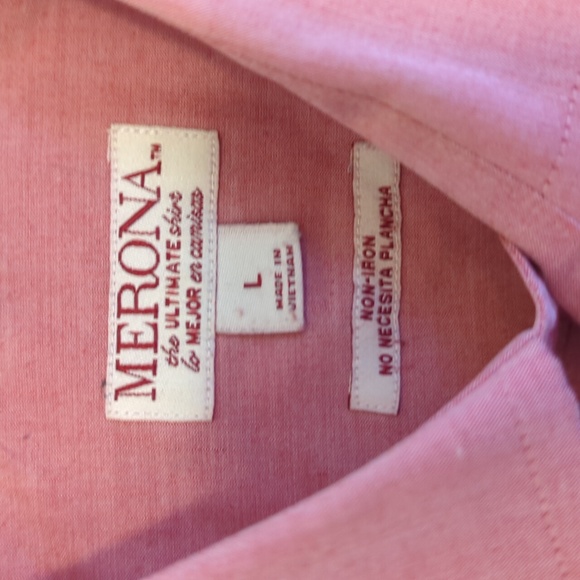 MERONA™
the ULTIMATE shirt
lo MEJOR en camisas
L
MADE IN
VIETNAM
NON-IRON
NO NECESITA PLANCHA